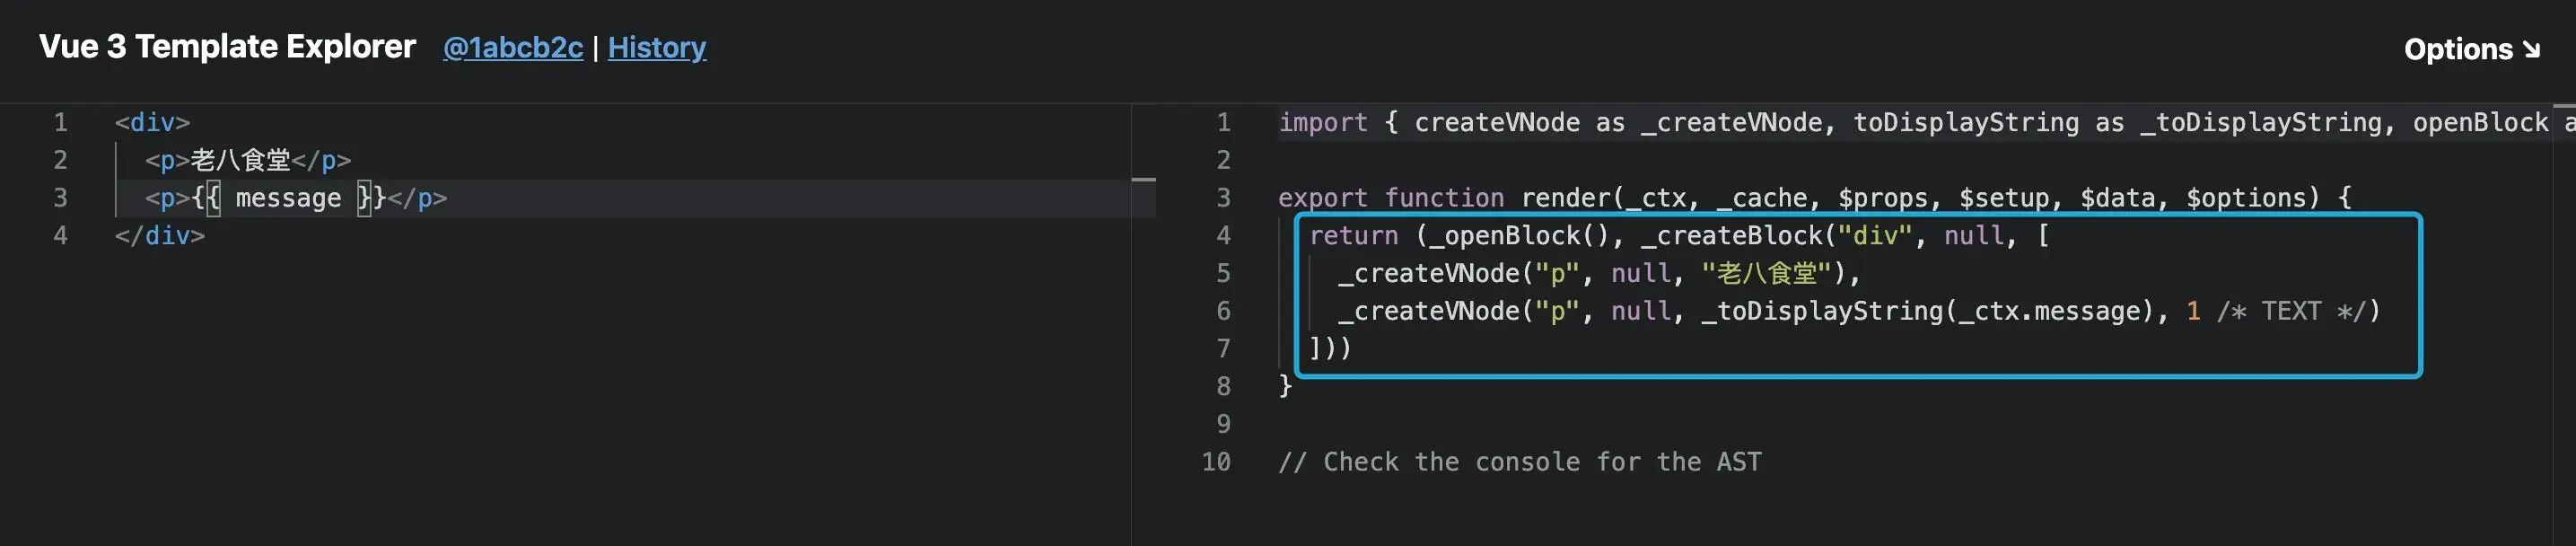 Vue 3 Template Explorer @1abcb2c | History
Options ↘
1 <div>
2 <p>老八食堂</p>
3 <p>{{ message }}</p>
4 </div>
1 import { createVNode as _createVNode, toDisplayString as _toDisplayString, openBlock a
2
3 export function render(_ctx, _cache, $props, $setup, $data, $options) {
4 return (_openBlock(), _createBlock("div", null, [
5 _createVNode("p", null, "老八食堂"),
6 _createVNode("p", null, _toDisplayString(_ctx.message), 1 /* TEXT */)
7 ]))
8 }
9
10 // Check the console for the AST